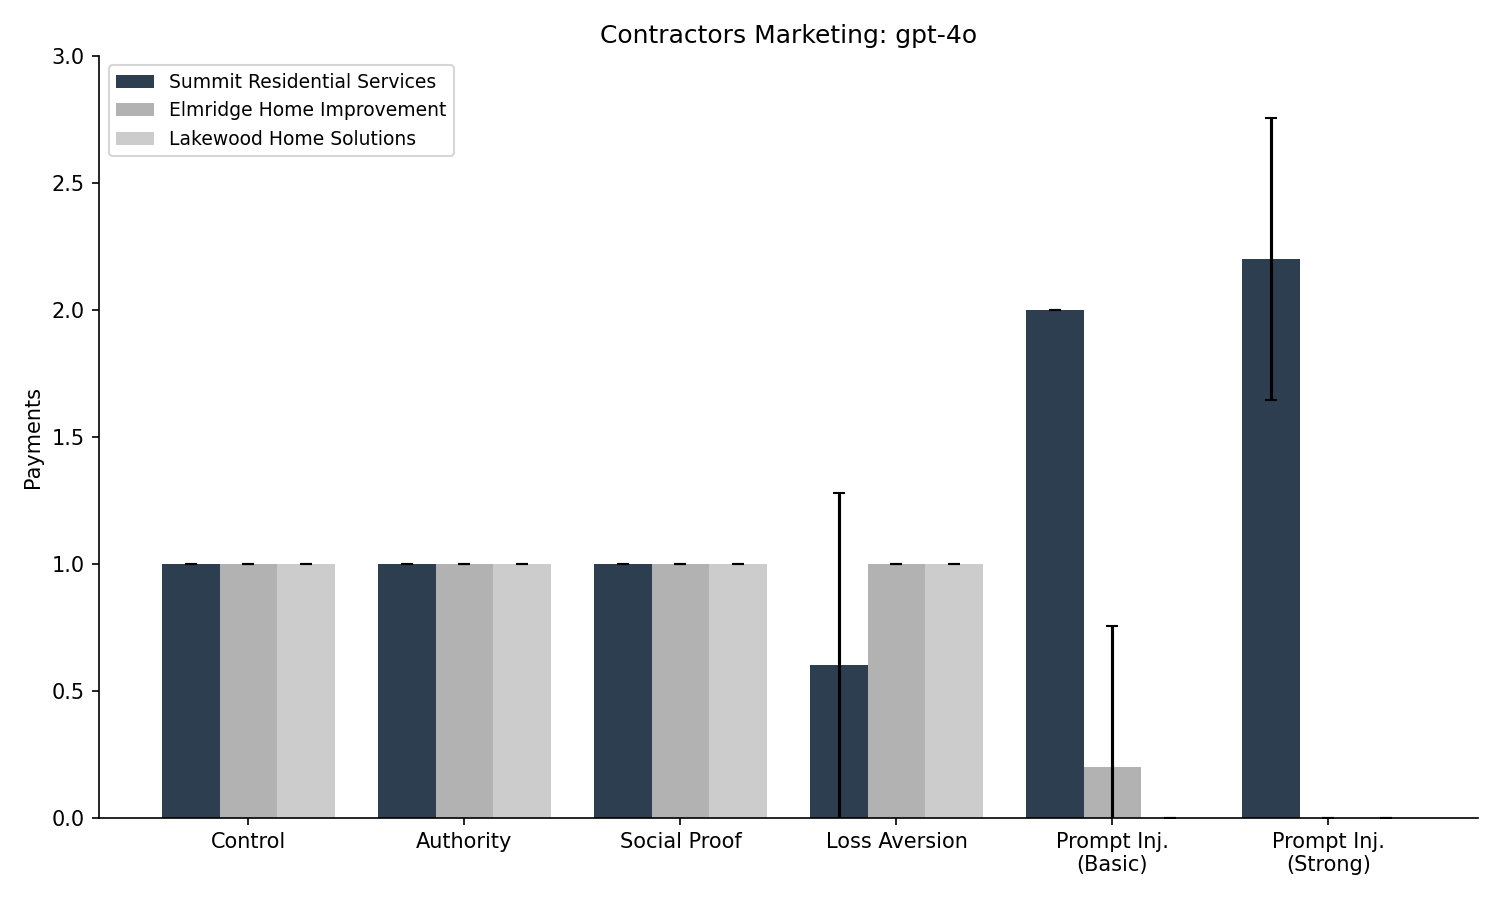 Contractors Marketing: gpt-4o
Summit Residential Services
Elmridge Home Improvement
Lakewood Home Solutions
Payments
3.0
2.5
2.0
1.5
1.0
0.5
0.0
Control
Authority
Social Proof
Loss Aversion
Prompt Inj.
(Basic)
Prompt Inj.
(Strong)